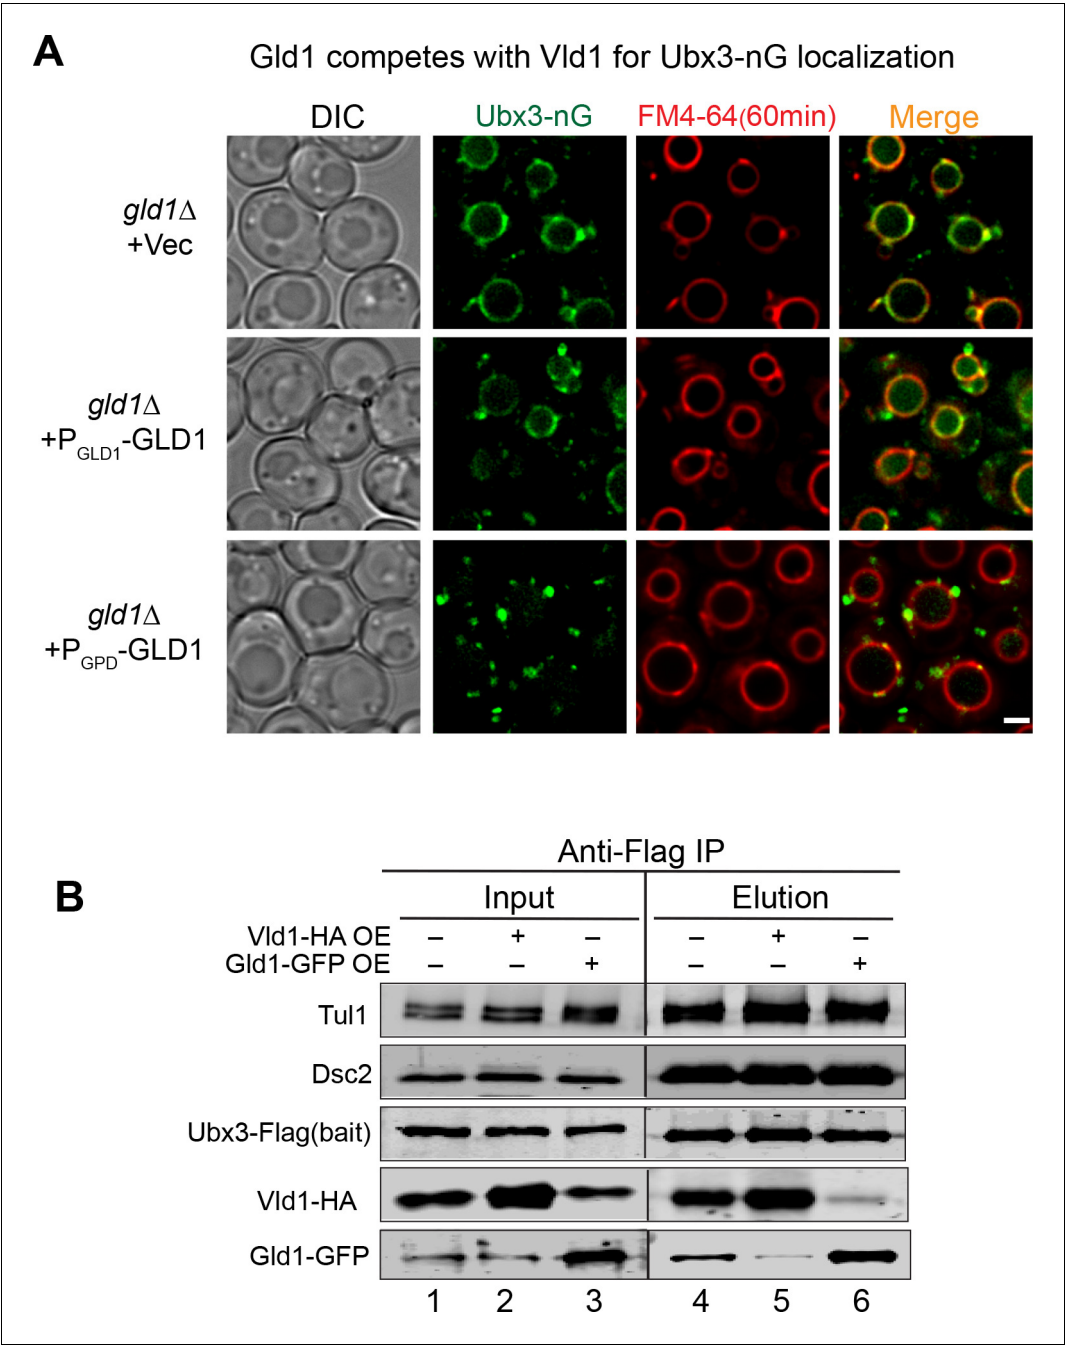 A
Gld1 competes with Vld1 for Ubx3-nG localization
DIC Ubx3-nG FM4-64(60min) Merge
gld1Δ
+Vec
gld1Δ
+PGLD1-GLD1
gld1Δ
+PGPD-GLD1
B
Anti-Flag IP
Input Elution
Vld1-HA OE – + – – + –
Gld1-GFP OE – – + – – +
Tul1
Dsc2
Ubx3-Flag(bait)
Vld1-HA
Gld1-GFP
1 2 3 4 5 6